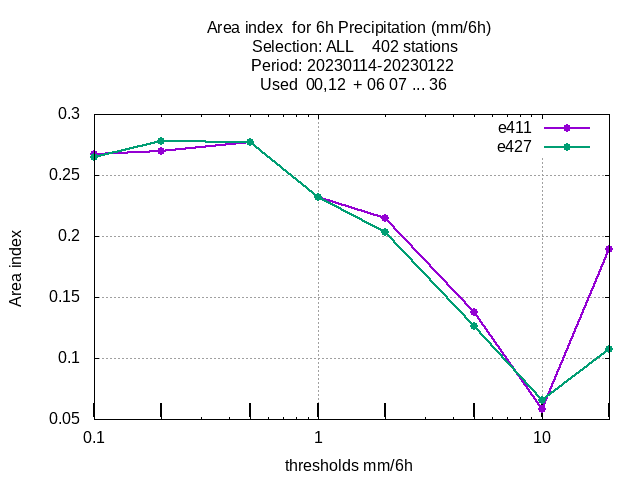 Area index  for 6h Precipitation (mm/6h)
Selection: ALL    402 stations
Period: 20230114-20230122
Used  00,12  + 06 07 ... 36
e411
e427
0.3
0.25
0.2
0.15
0.1
0.05
Area index
0.1 1 10
thresholds mm/6h